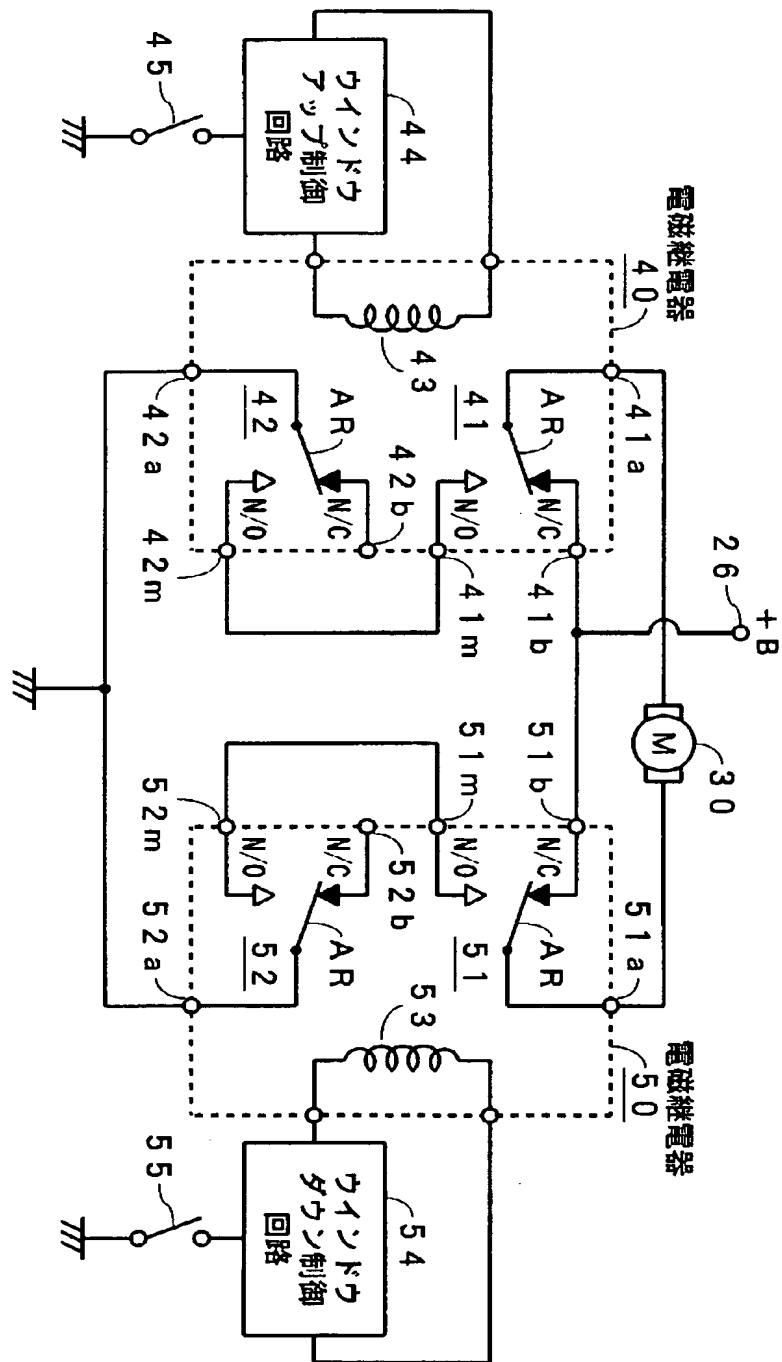 +B
26
30
M
電磁継電器
40
41a
41b
51b
51a
電磁継電器
50
44
ウインドウ
アップ制御
回路
45
43
AR
N/C
41
N/O
41m
51m
N/C
AR
51
N/O
53
54
ウインドウ
ダウン制御
回路
55
AR
N/C
42b
42
N/O
42a
42m
52b
N/C
AR
52
N/O
52m
52a